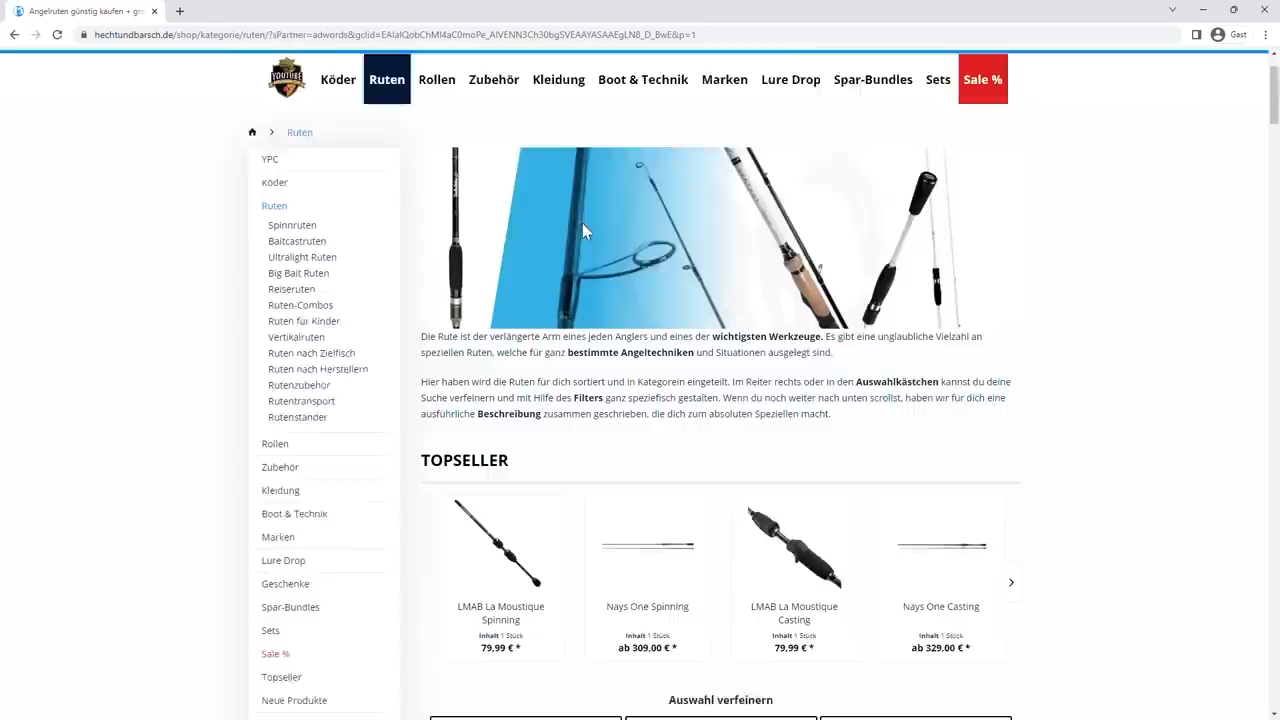 Angelruten günstig kaufen + gro
hechtundbarsch.de/shop/kategorie/ruten/?sPartner=adwords&gclid=EAIaIQobChMI4aC0moPe_AIVENN3Ch30bgSVEAAYASAAEgLN8_D_BwE&p=1
Gast
YOUTUBE
Köder Ruten Rollen Zubehör Kleidung Boot & Technik Marken Lure Drop Spar-Bundles Sets Sale %
Ruten
YPC
Köder
Ruten
Spinnruten
Baitcastruten
Ultralight Ruten
Big Bait Ruten
Reiseruten
Ruten-Combos
Ruten für Kinder
Vertikalruten
Ruten nach Zielfisch
Ruten nach Herstellern
Rutenzubehör
Rutentransport
Rutenständer
Rollen
Zubehör
Kleidung
Boot & Technik
Marken
Lure Drop
Geschenke
Spar-Bundles
Sets
Sale %
Topseller
Neue Produkte
Die Rute ist der verlängerte Arm eines jeden Anglers und eines der wichtigsten Werkzeuge. Es gibt eine unglaubliche Vielzahl an
speziellen Ruten, welche für ganz bestimmte Angeltechniken und Situationen ausgelegt sind.
Hier haben wird die Ruten für dich sortiert und in Kategorein eingeteilt. Im Reiter rechts oder in den Auswahlkästchen kannst du deine
Suche verfeinern und mit Hilfe des Filters ganz speziefisch gestalten. Wenn du noch weiter nach unten scrollst, haben wir für dich eine
ausführliche Beschreibung zusammen geschrieben, die dich zum absoluten Speziellen macht.
TOPSELLER
LMAB La Moustique
Spinning
Inhalt 1 Stück
79,99 € *
Nays One Spinning
Inhalt 1 Stück
ab 309,00 € *
LMAB La Moustique
Casting
Inhalt 1 Stück
79,99 € *
Nays One Casting
Inhalt 1 Stück
ab 329,00 € *
Auswahl verfeinern